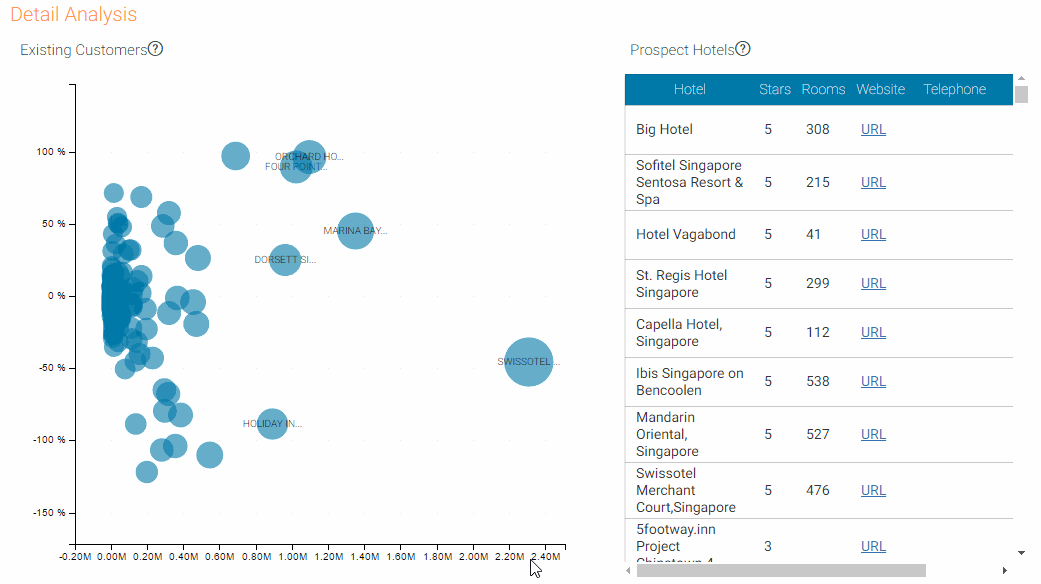 Detail Analysis
Existing Customers?
Prospect Hotels?
100 %
50 %
0 %
-50 %
-100 %
-150 %
-0.20M 0.00M 0.20M 0.40M 0.60M 0.80M 1.00M 1.20M 1.40M 1.60M 1.80M 2.00M 2.20M 2.40M
ORCHARD HO...
FOUR POINT...
MARINA BAY...
DORSETT SI...
SWISSOTEL ...
HOLIDAY IN...
Hotel Stars Rooms Website Telephone
Big Hotel 5 308 URL
Sofitel Singapore
Sentosa Resort & 5 215 URL
Spa
Hotel Vagabond 5 41 URL
St. Regis Hotel
Singapore 5 299 URL
Capella Hotel,
Singapore 5 112 URL
Ibis Singapore on
Bencoolen 5 538 URL
Mandarin
Oriental, 5 527 URL
Singapore
Swissotel
Merchant 5 476 URL
Court,Singapore
5footway.inn
Project 3 URL